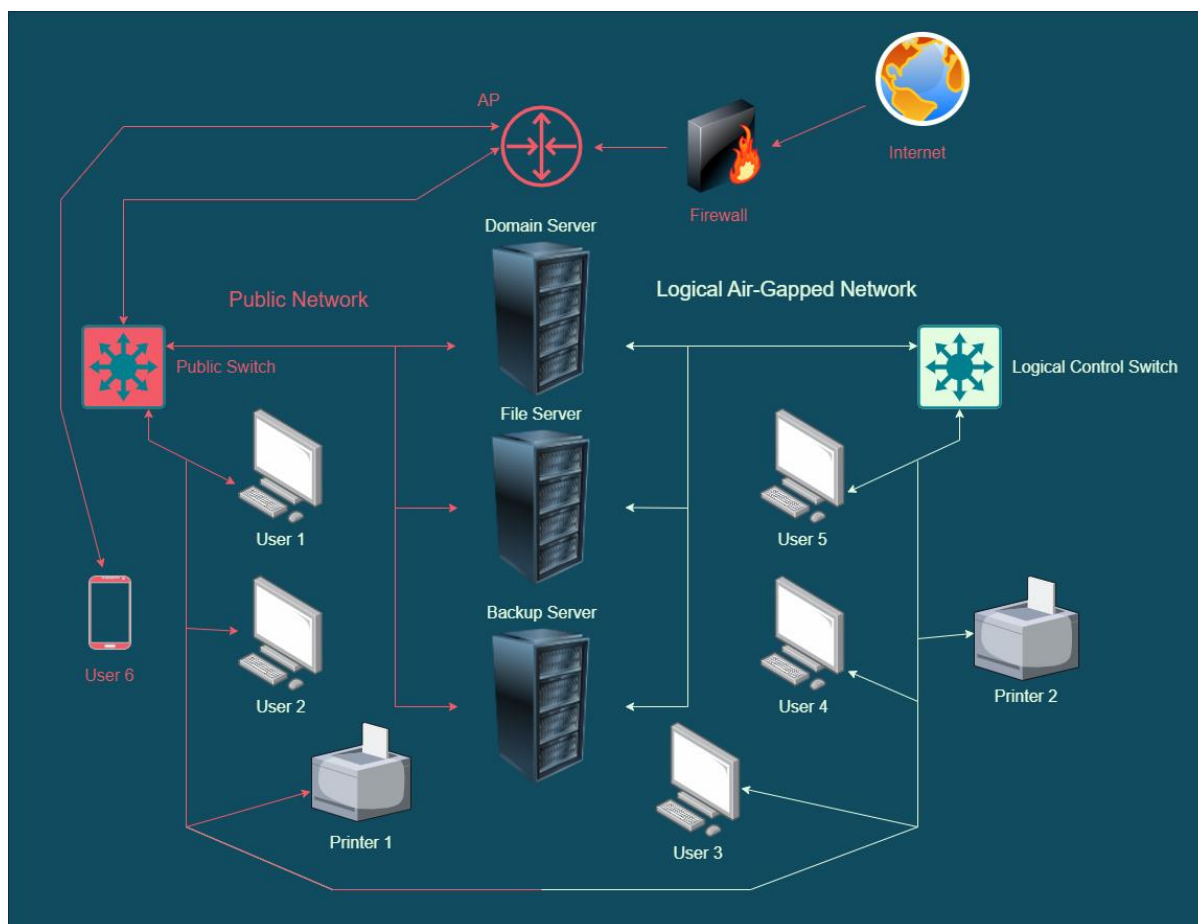 AP
Internet
Firewall
Domain Server
Public Network
Logical Air-Gapped Network
Public Switch
Logical Control Switch
File Server
User 1
User 5
Backup Server
User 6
User 2
User 4
Printer 2
Printer 1
User 3